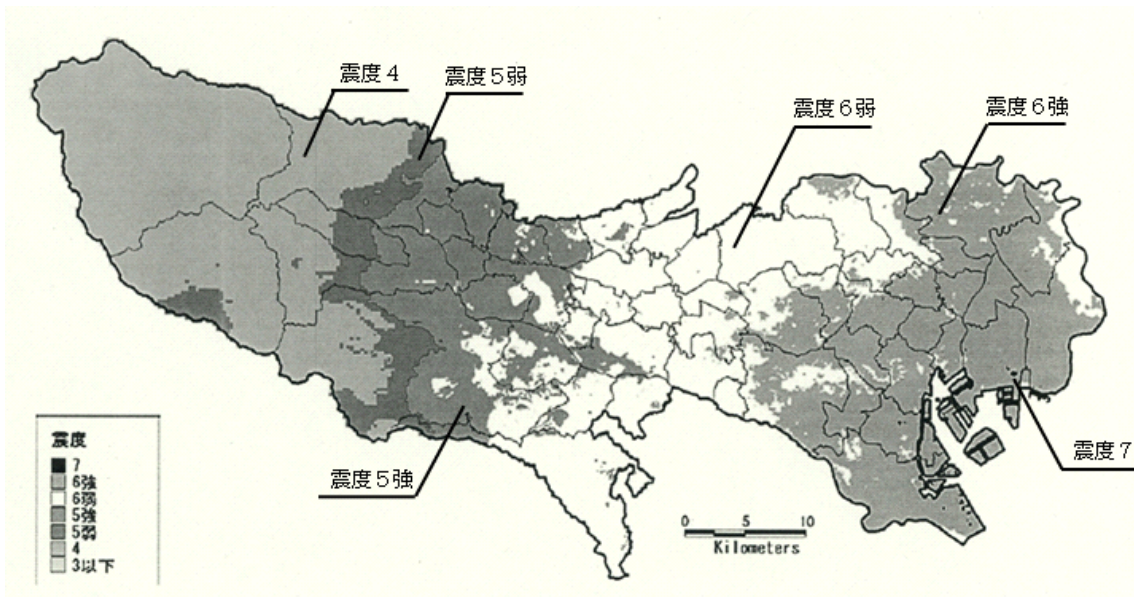 震度４
震度５弱
震度６弱
震度６強
震度７
震度５強
震度
7
6強
6弱
5強
5弱
4
3以下
0 5 10
Kilometers